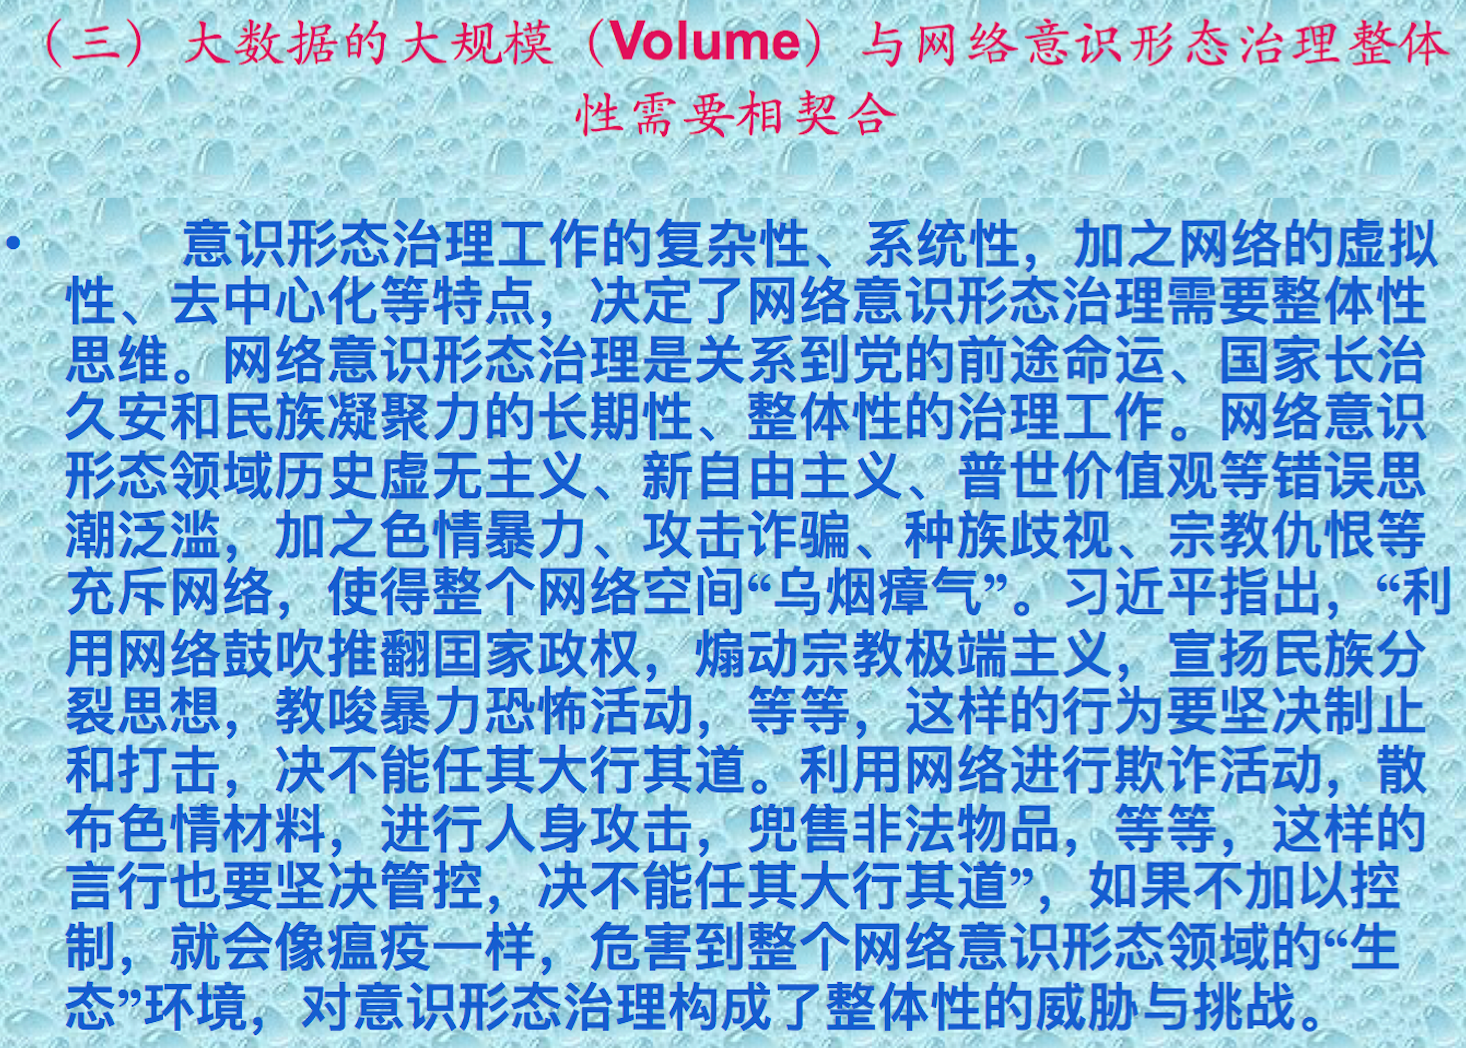 （三）大数据的大规模（Volume）与网络意识形态治理整体
性需要相契合
• 意识形态治理工作的复杂性、系统性，加之网络的虚拟
性、去中心化等特点，决定了网络意识形态治理需要整体性
思维。网络意识形态治理是关系到党的前途命运、国家长治
久安和民族凝聚力的长期性、整体性的治理工作。网络意识
形态领域历史虚无主义、新自由主义、普世价值观等错误思
潮泛滥，加之色情暴力、攻击诈骗、种族歧视、宗教仇恨等
充斥网络，使得整个网络空间“乌烟瘴气”。习近平指出，“利
用网络鼓吹推翻国家政权，煽动宗教极端主义，宣扬民族分
裂思想，教唆暴力恐怖活动，等等，这样的行为要坚决制止
和打击，决不能任其大行其道。利用网络进行欺诈活动，散
布色情材料，进行人身攻击，兜售非法物品，等等，这样的
言行也要坚决管控，决不能任其大行其道”，如果不加以控
制，就会像瘟疫一样，危害到整个网络意识形态领域的“生
态”环境，对意识形态治理构成了整体性的威胁与挑战。